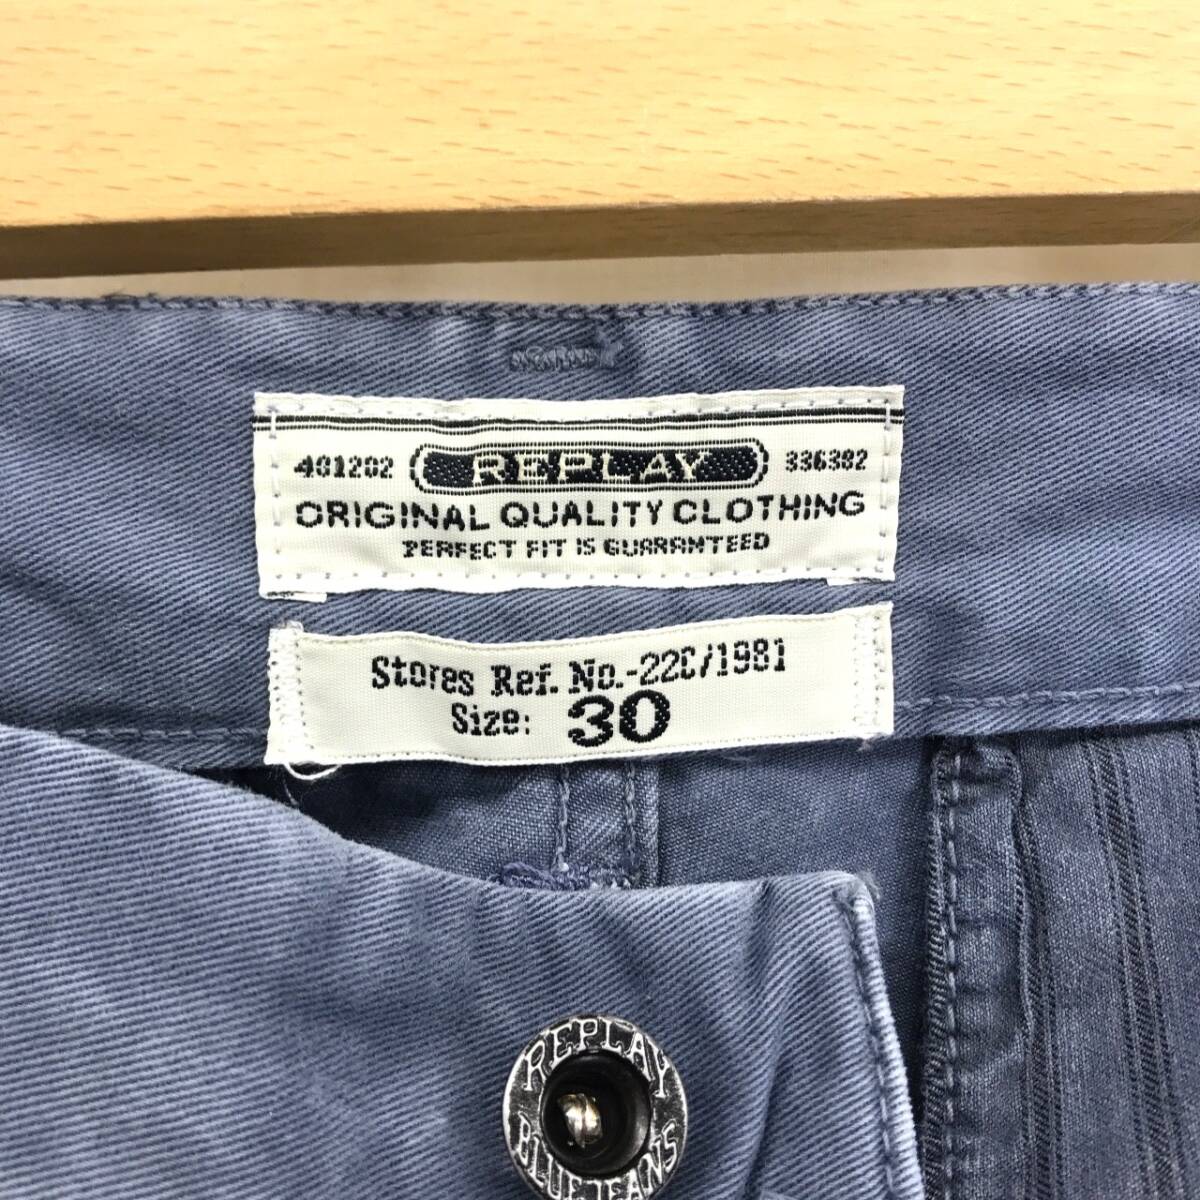 401202 REPLAY 336382
ORIGINAL QUALITY CLOTHING
PERFECT FIT IS GUARANTEED
Stores Ref. No.-22C/1981
Size: 30
REPLAY
BLUE JEANS